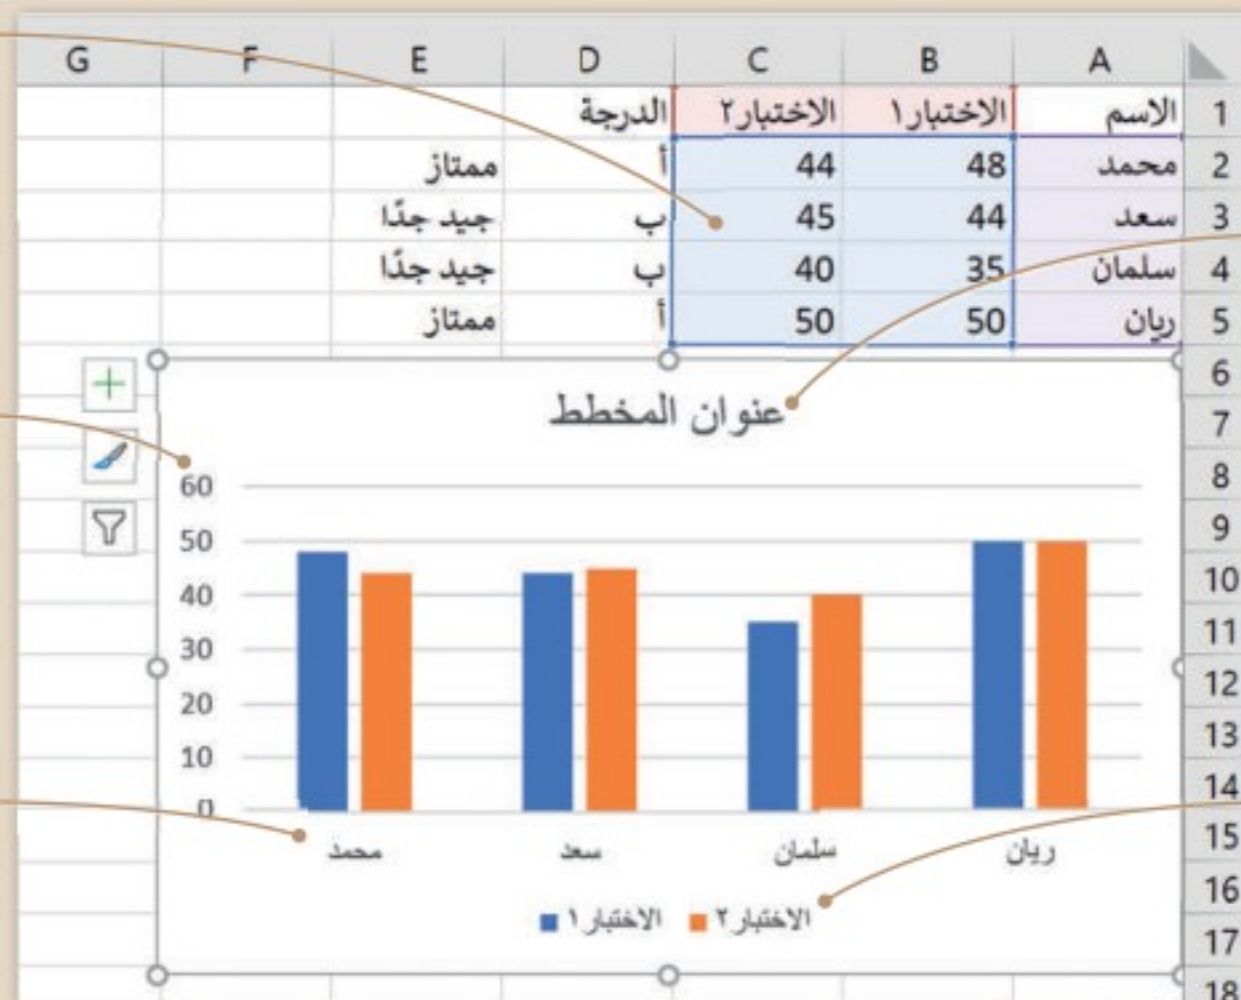 A B C D E F G
1 الاسم الاختبار١ الاختبار٢ الدرجة
2 محمد 48 44 أ ممتاز
3 سعد 44 45 ب جيد جدًا
4 سلمان 35 40 ب جيد جدًا
5 ريان 50 50 أ ممتاز
6
7
8
9
10
11
12
13
14
15
16
17
18
عنوان المخطط
60
50
40
30
20
10
0
محمد سعد سلمان ريان
الاختبار١ الاختبار٢